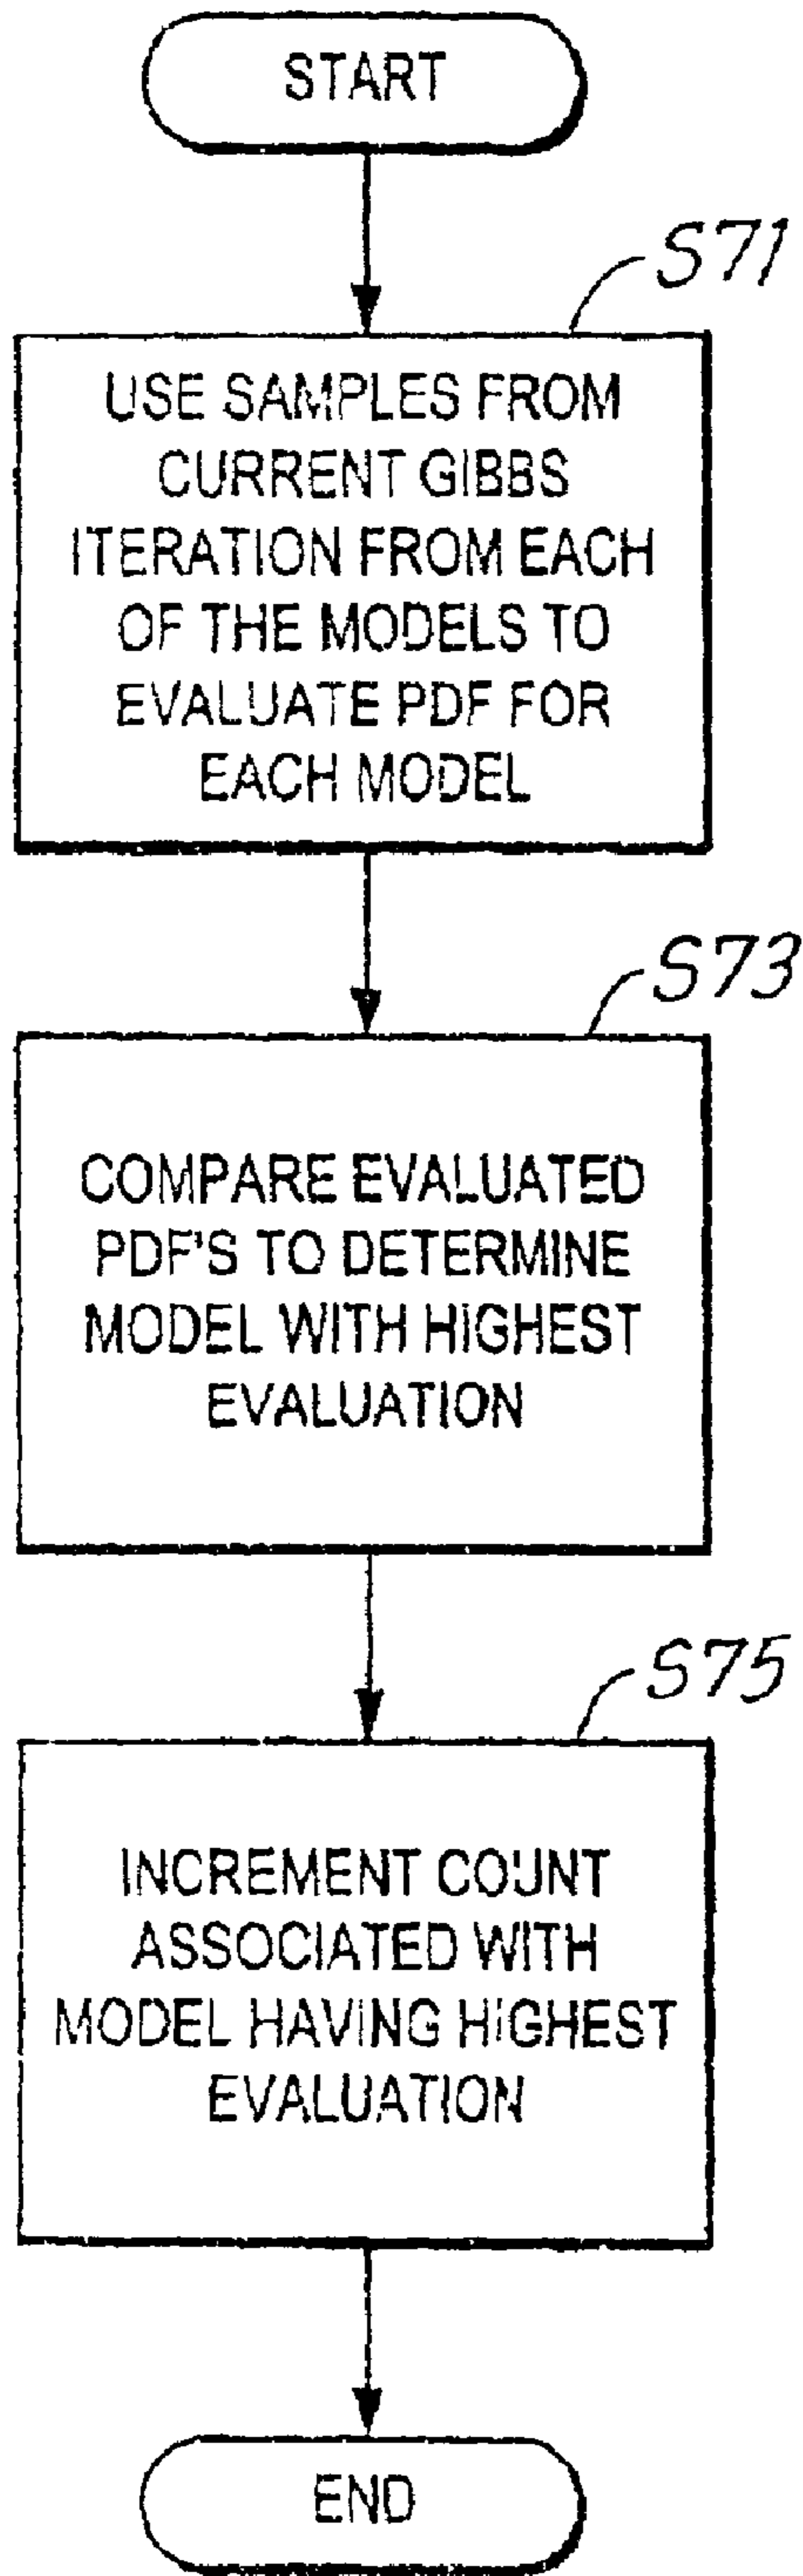 START
S71
USE SAMPLES FROM
CURRENT GIBBS
ITERATION FROM EACH
OF THE MODELS TO
EVALUATE PDF FOR
EACH MODEL
S73
COMPARE EVALUATED
PDF'S TO DETERMINE
MODEL WITH HIGHEST
EVALUATION
S75
INCREMENT COUNT
ASSOCIATED WITH
MODEL HAVING HIGHEST
EVALUATION
END